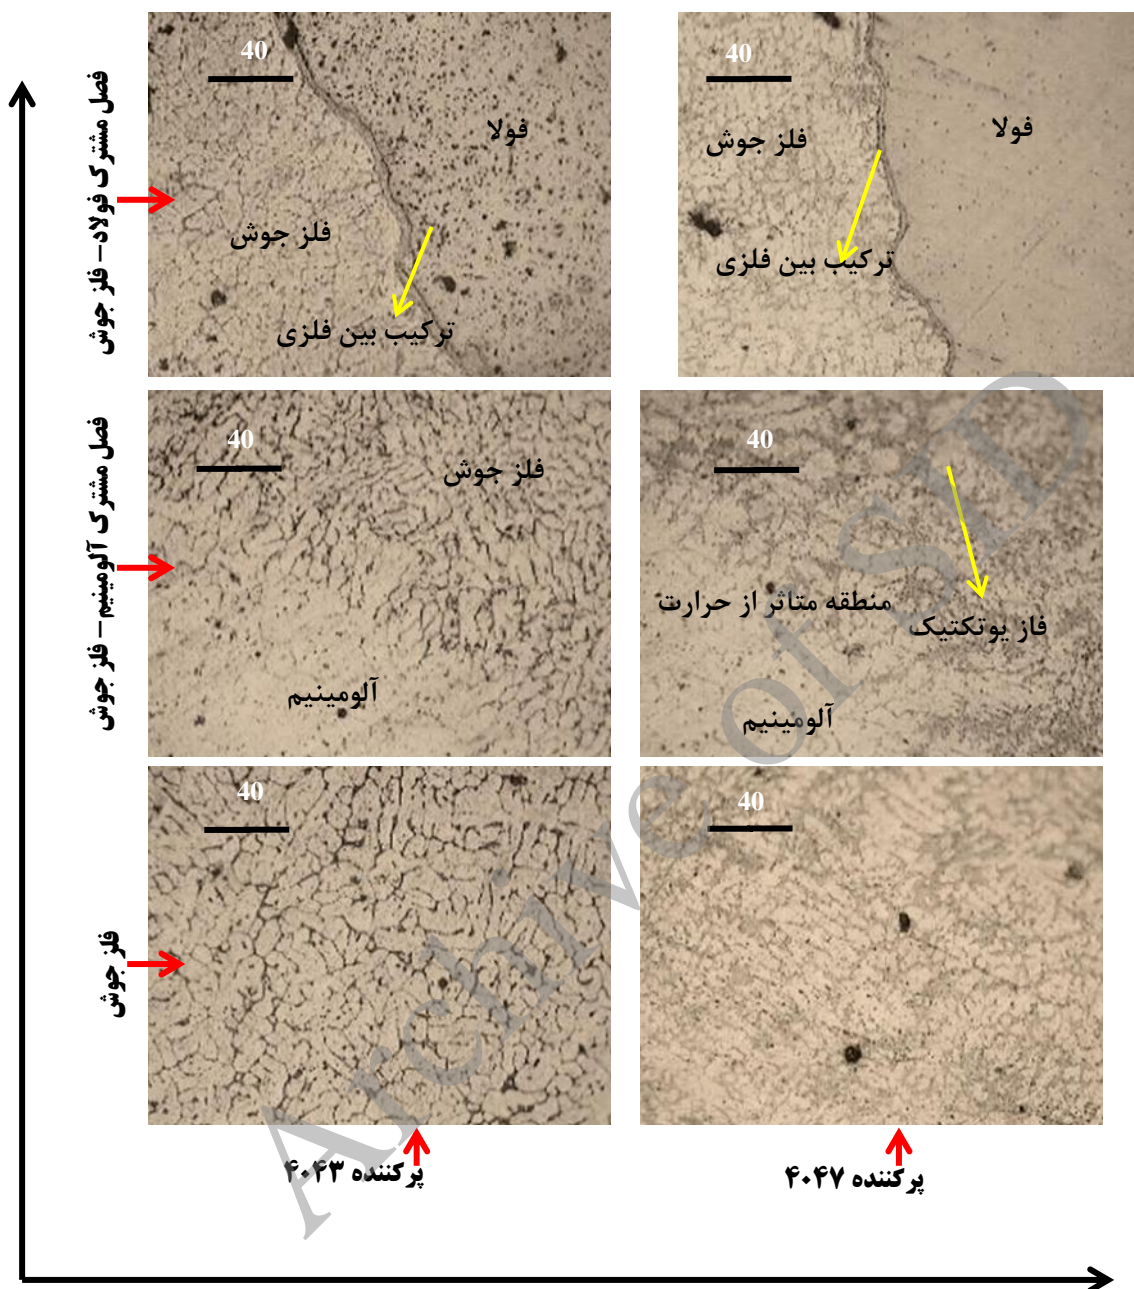 فصل مشترک فولاد– فلز جوش
40
فولا
فلز جوش
ترکیب بین فلزی
40
فولا
فلز جوش
ترکیب بین فلزی
فصل مشترک آلومینیم – فلز جوش
40
فلز جوش
آلومینیم
40
منطقه متاثر از حرارت
فاز یوتکتیک
آلومینیم
فلز جوش
40
40
پرکننده ۴۰۴۳
پرکننده ۴۰۴۷
Archive of SID